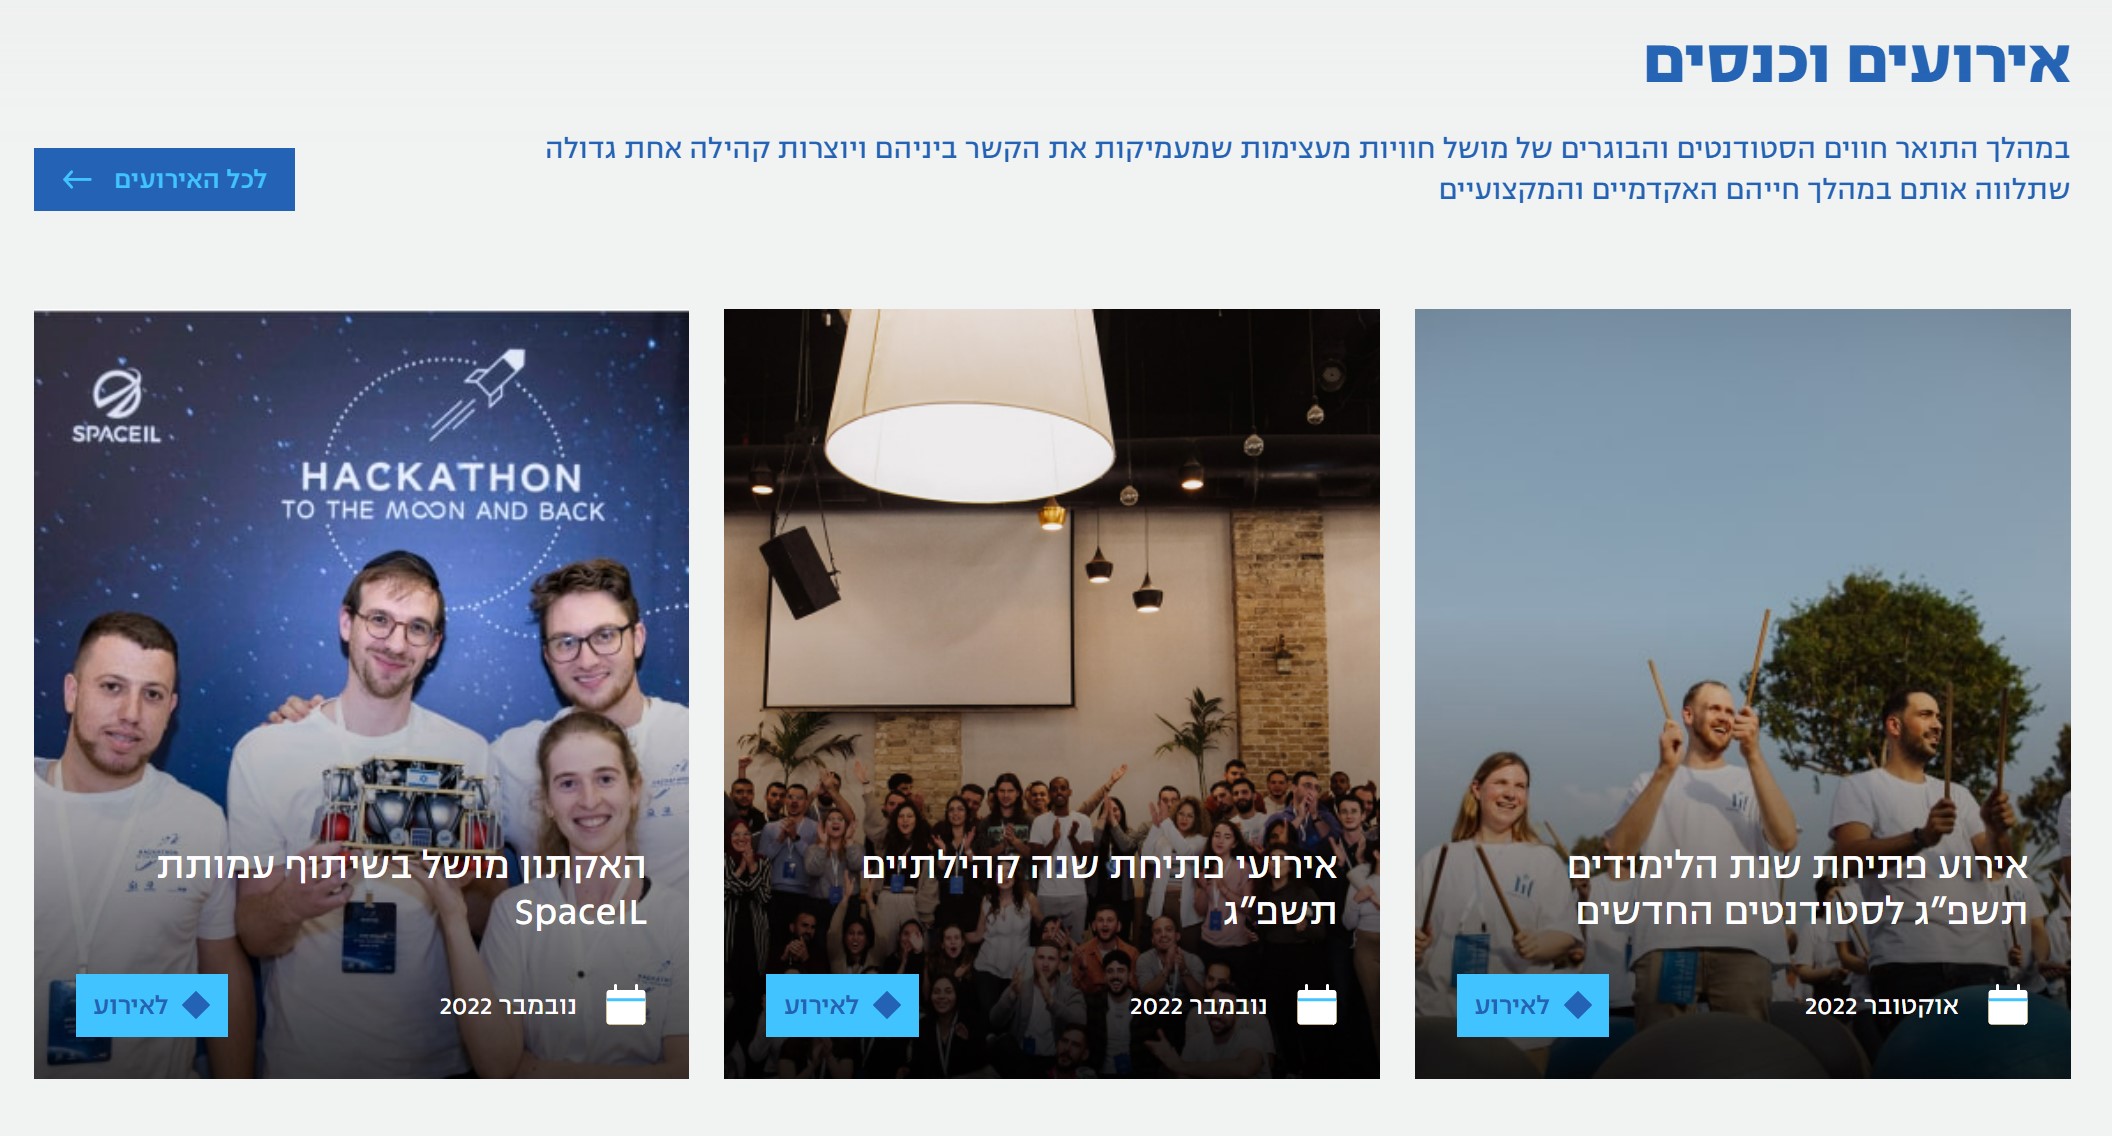 אירועים וכנסים
במהלך התואר חווים הסטודנטים והבוגרים של מושל חוויות מעצימות שמעמיקות את הקשר ביניהם ויוצרות קהילה אחת גדולה
שתלווה אותם במהלך חייהם האקדמיים והמקצועיים
לכל האירועים ←
אירוע פתיחת שנת הלימודים
תשפ״ג לסטודנטים החדשים
אוקטובר 2022
לאירוע
אירועי פתיחת שנה קהילתיים
תשפ״ג
נובמבר 2022
לאירוע
SPACEIL
HACKATHON
TO THE MOON AND BACK
האקתון מושל בשיתוף עמותת
SpaceIL
נובמבר 2022
לאירוע